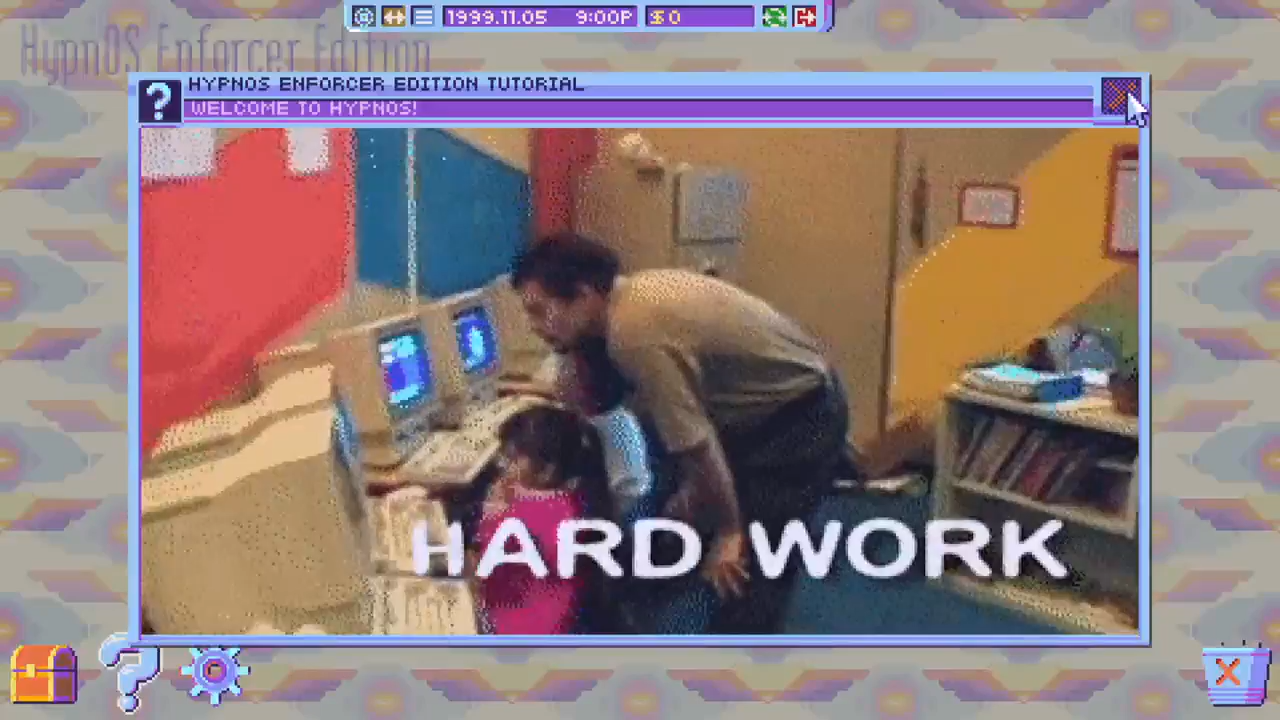 1999.11.05 9:00P 0
HypnOS Enforcer Edition
HYPNOS ENFORCER EDITION TUTORIAL
WELCOME TO HYPNOS!
HARD WORK